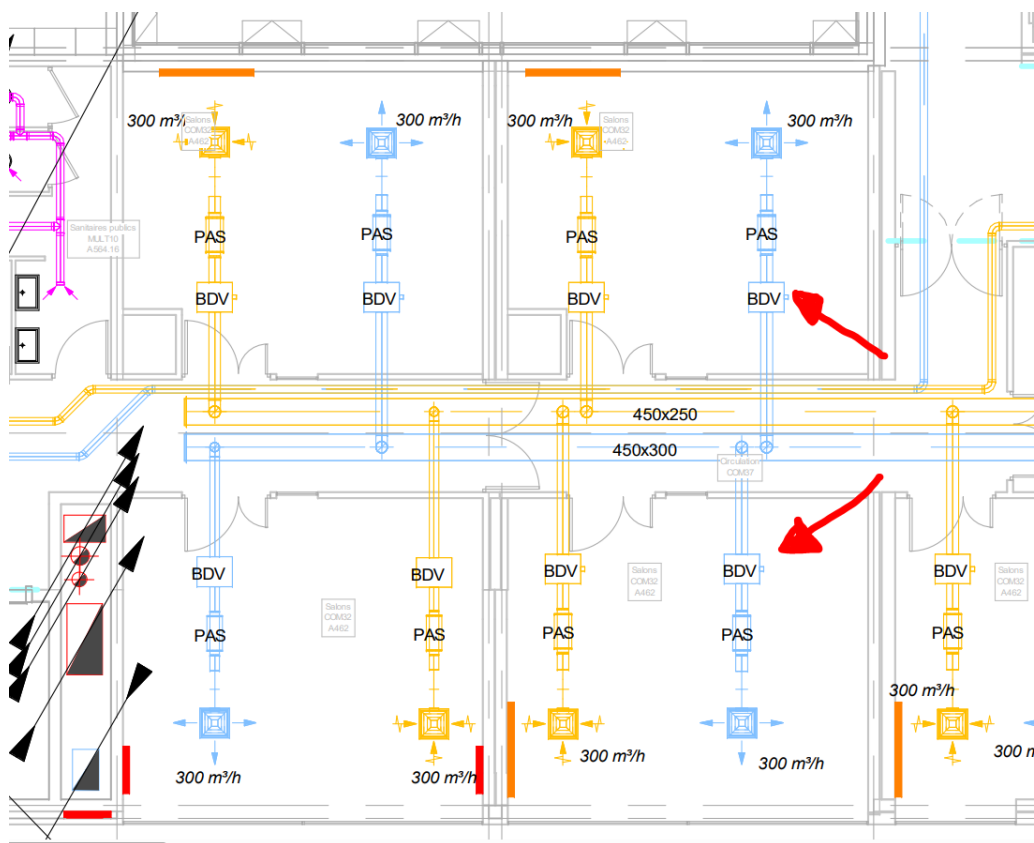 300 m³/h
Salons
COM32
A462
300 m³/h
300 m³/h
Salons
COM32
A462
300 m³/h
Sanitaires publics
MULT10
A564.16
PAS
PAS
PAS
PAS
BDV
BDV
BDV
BDV
450x250
450x300
Circulation
COM37
BDV
BDV
BDV
BDV
BDV
Salons
COM32
A462
Salons
COM32
A462
Salons
COM32
A462
PAS
PAS
PAS
PAS
PAS
300 m³/h
300 m³/h
300 m³/h
300 m³/h
300 m³/h
300 m